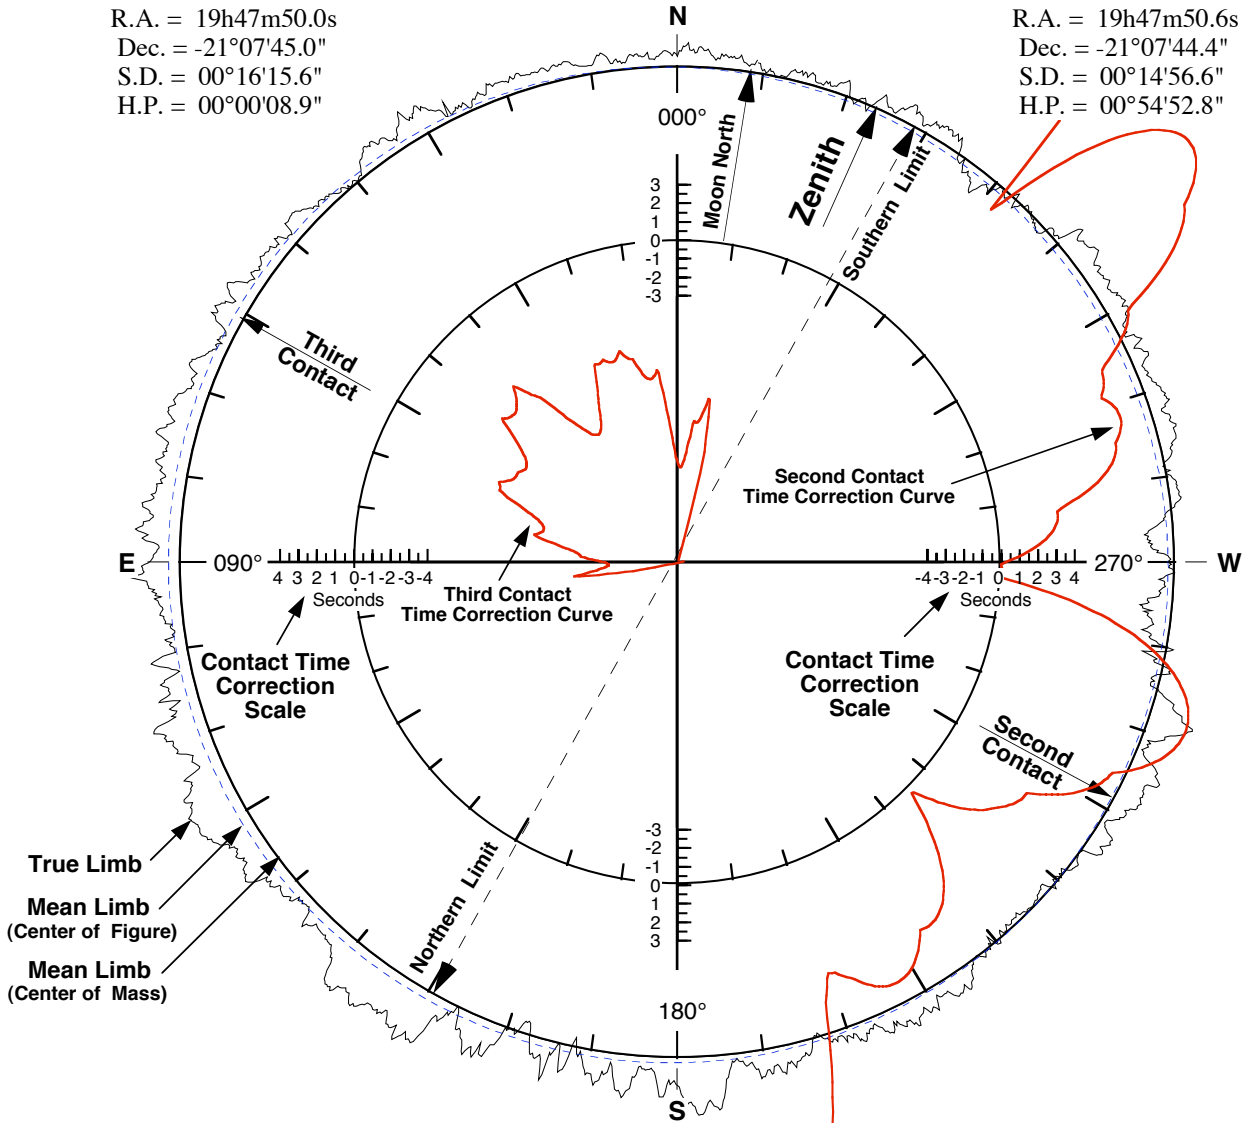 R.A. = 19h47m50.0s
Dec. = -21°07'45.0"
S.D. = 00°16'15.6"
H.P. = 00°00'08.9"
N
R.A. = 19h47m50.6s
Dec. = -21°07'44.4"
S.D. = 00°14'56.6"
H.P. = 00°54'52.8"
000°
Moon North
Zenith
Southern Limit
3
2
1
0
-1
-2
-3
Third
Contact
Second Contact
Time Correction Curve
E
090°
4 3 2 1 0 -1 -2 -3 -4
Seconds
Third Contact
Time Correction Curve
-4 -3 -2 -1 0 1 2 3 4
Seconds
270°
W
Contact Time
Correction
Scale
Contact Time
Correction
Scale
Second
Contact
-3
-2
-1
0
1
2
3
Northern Limit
True Limb
Mean Limb
(Center of Figure)
Mean Limb
(Center of Mass)
180°
S